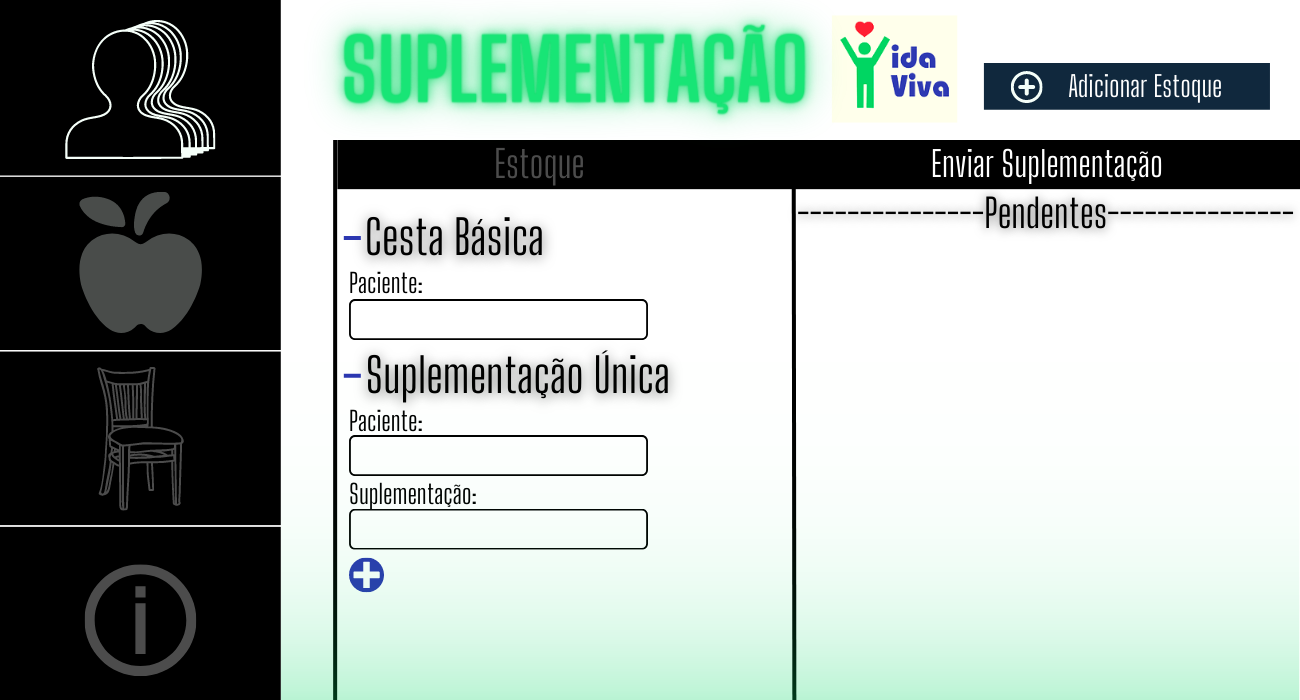 SUPLEMENTAÇÃO
ida
Viva
Adicionar Estoque
Estoque
Enviar Suplementação
---------------Pendentes---------------
-Cesta Básica
Paciente:
-Suplementação Única
Paciente:
Suplementação: